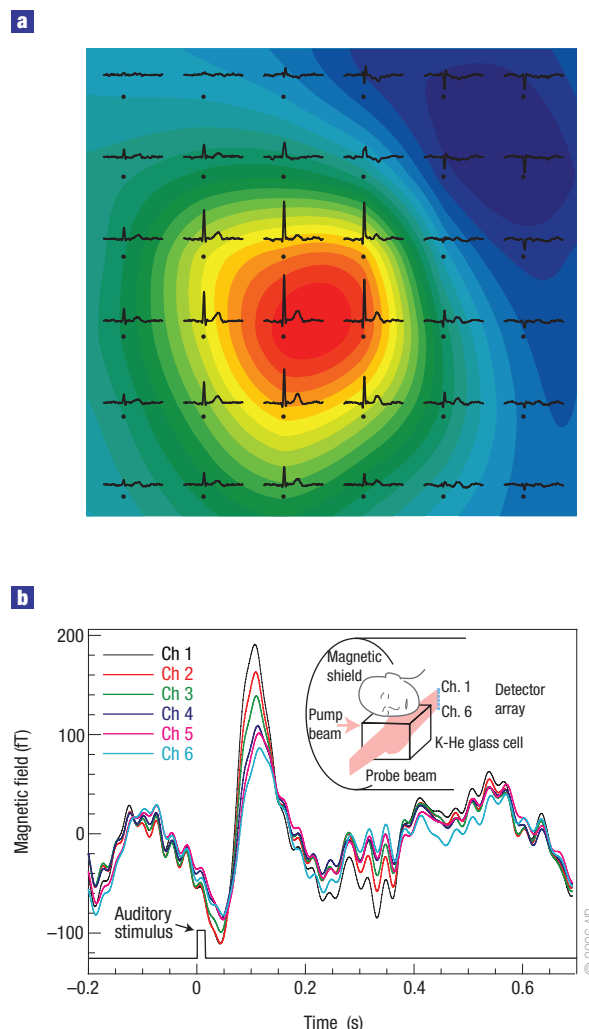 a
b
200
100
0
−100
Magnetic field (fT)
Ch 1
Ch 2
Ch 3
Ch 4
Ch 5
Ch 6
Magnetic
shield
Pump
beam
Ch. 1
Ch. 6
Detector
array
K-He glass cell
Probe beam
Auditory
stimulus
−0.2
0
0.2
0.4
0.6
Time (s)
© 2006 AIP